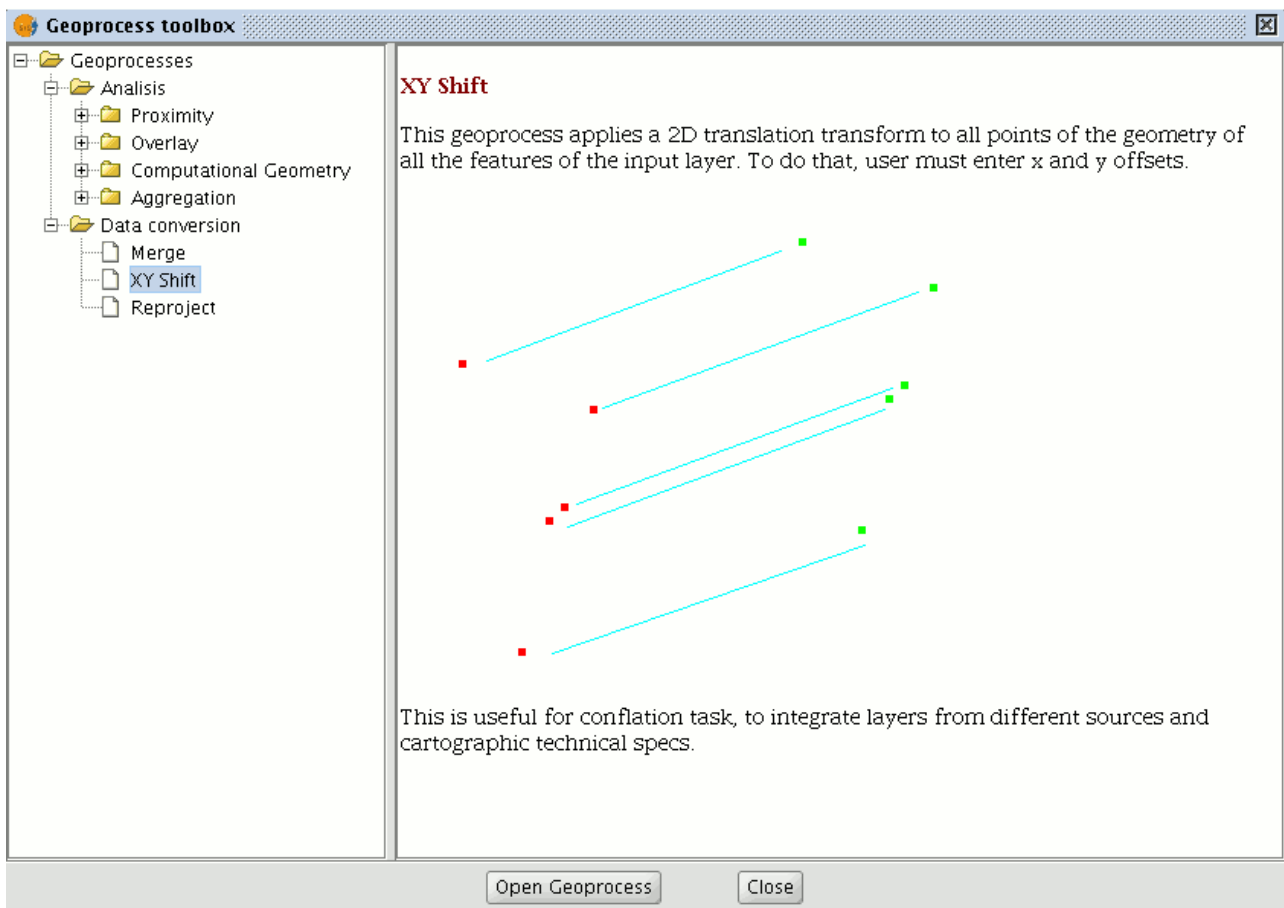 Geoprocess toolbox
Geoprocesses
Analisis
Proximity
Overlay
Computational Geometry
Aggregation
Data conversion
Merge
XY Shift
Reproject
XY Shift
This geoprocess applies a 2D translation transform to all points of the geometry of
all the features of the input layer. To do that, user must enter x and y offsets.
This is useful for conflation task, to integrate layers from different sources and
cartographic technical specs.
Open Geoprocess
Close